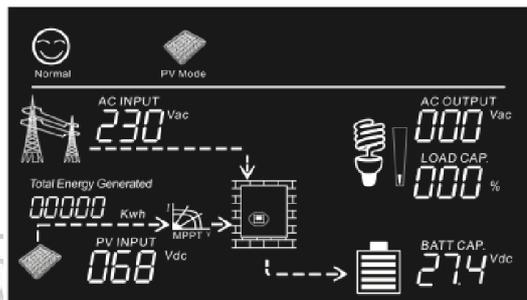 Normal
PV Mode
AC INPUT
230 Vac
AC OUTPUT
000 Vac
LOAD CAP.
000 %
Total Energy Generated
00000 Kwh
MPPT
PV INPUT
068 Vdc
BATT CAP.
27.4 Vdc